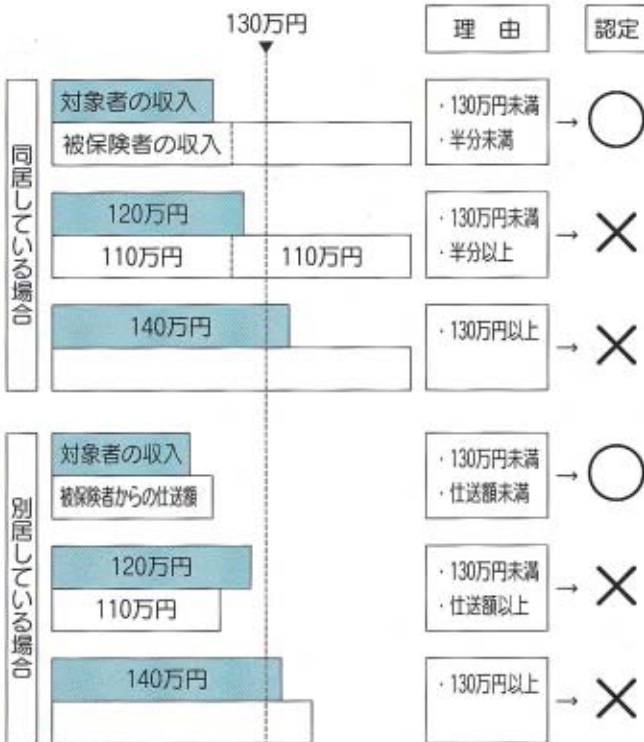 130万円
理由
認定
同居している場合
対象者の収入
被保険者の収入
・130万円未満
・半分未満
→
○
120万円
110万円
110万円
・130万円未満
・半分以上
→
×
140万円
・130万円以上
→
×
別居している場合
対象者の収入
被保険者からの仕送額
・130万円未満
・仕送額未満
→
○
120万円
110万円
・130万円未満
・仕送額以上
→
×
140万円
・130万円以上
→
×